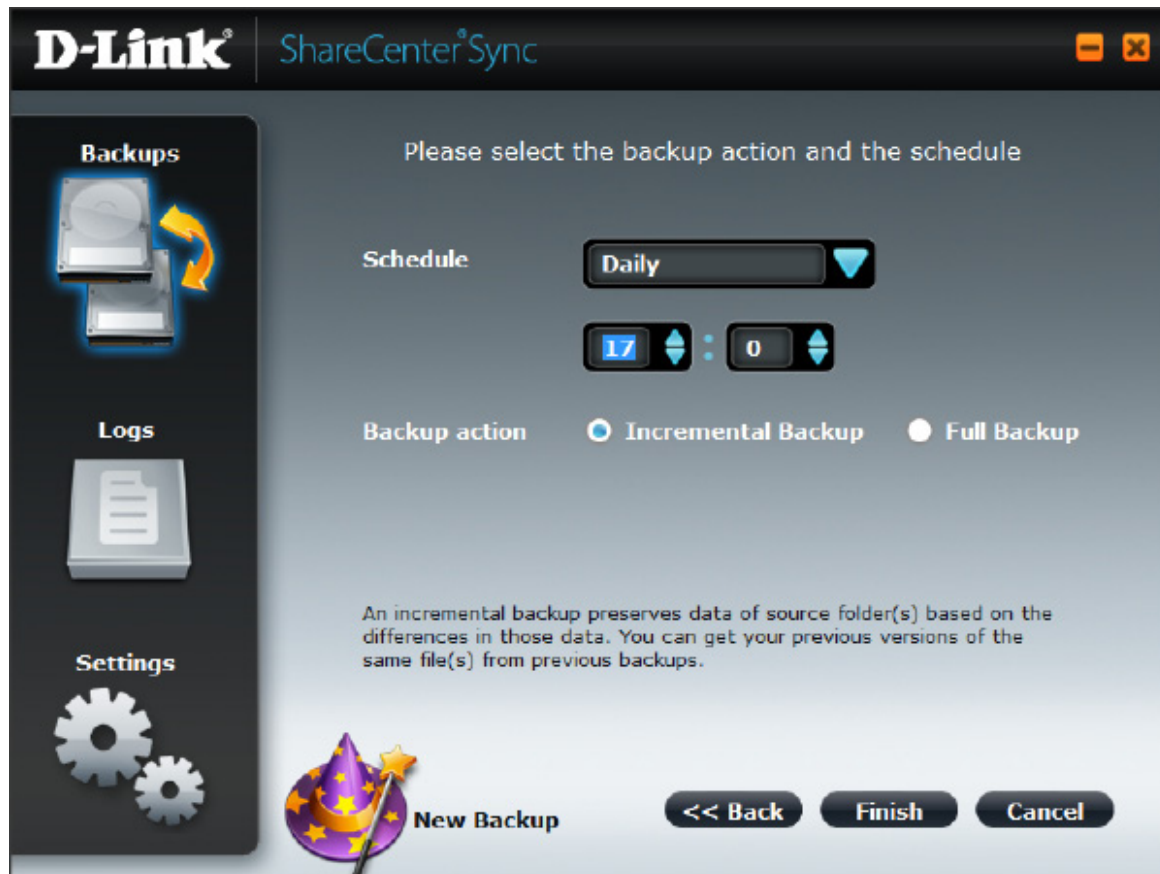 D-Link®
ShareCenter®Sync
Backups
Logs
Settings
Please select the backup action and the schedule
Schedule
Daily
17 : 0
Backup action
Incremental Backup
Full Backup
An incremental backup preserves data of source folder(s) based on the
differences in those data. You can get your previous versions of the
same file(s) from previous backups.
New Backup
<< Back
Finish
Cancel